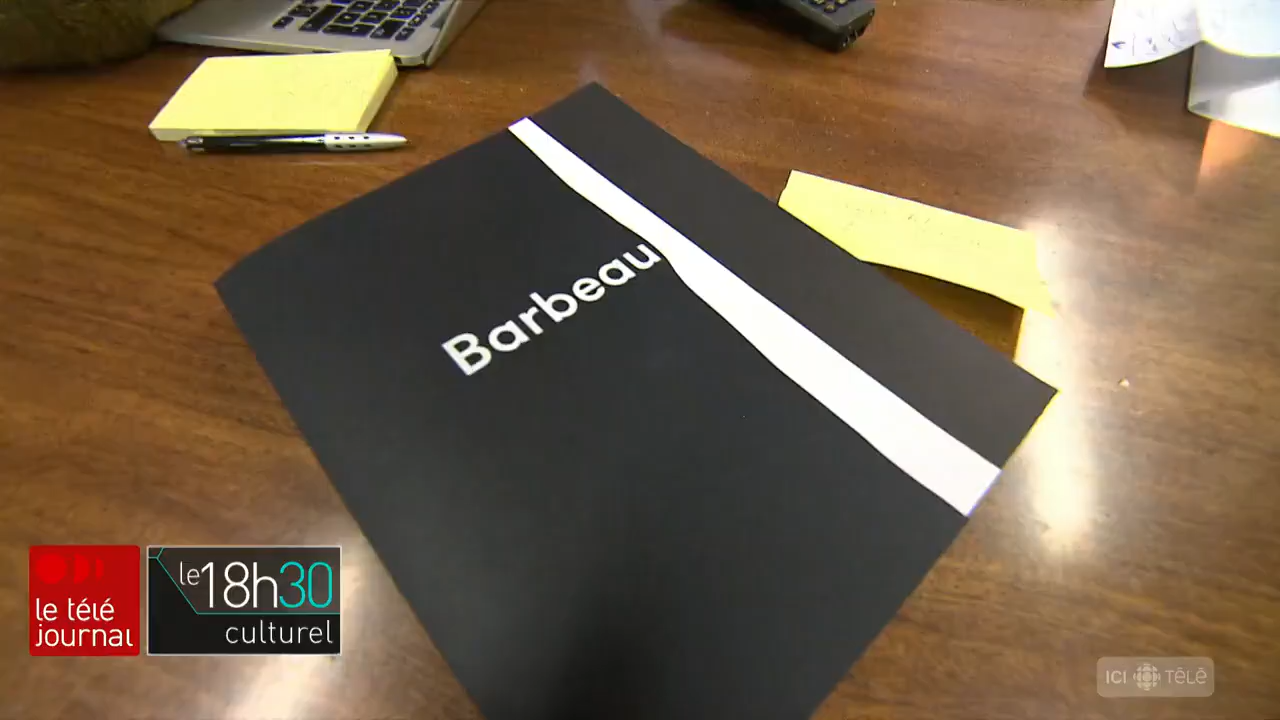 Barbeau
le télé
journal
le 18h30
culturel
ICI TÉLÉ